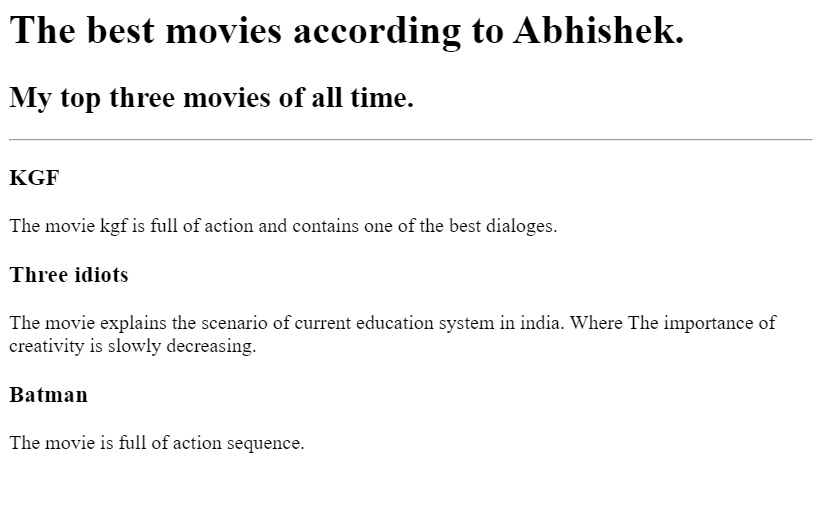 The best movies according to Abhishek.
My top three movies of all time.
KGF
The movie kgf is full of action and contains one of the best dialoges.
Three idiots
The movie explains the scenario of current education system in india. Where The importance of
creativity is slowly decreasing.
Batman
The movie is full of action sequence.